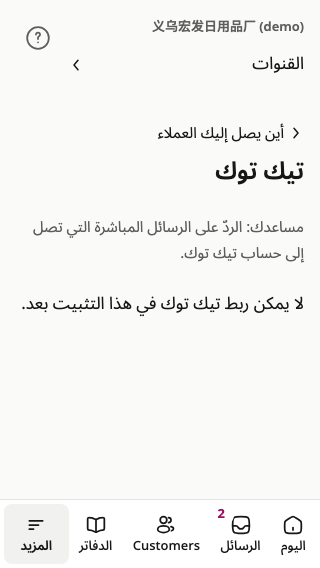 义乌宏发日用品厂 (demo)
القنوات
أين يصل إليك العملاء
تيك توك
مساعدك: الردّ على الرسائل المباشرة التي تصل
إلى حساب تيك توك.
لا يمكن ربط تيك توك في هذا التثبيت بعد.
اليوم
2
الرسائل
Customers
الدفاتر
المزيد